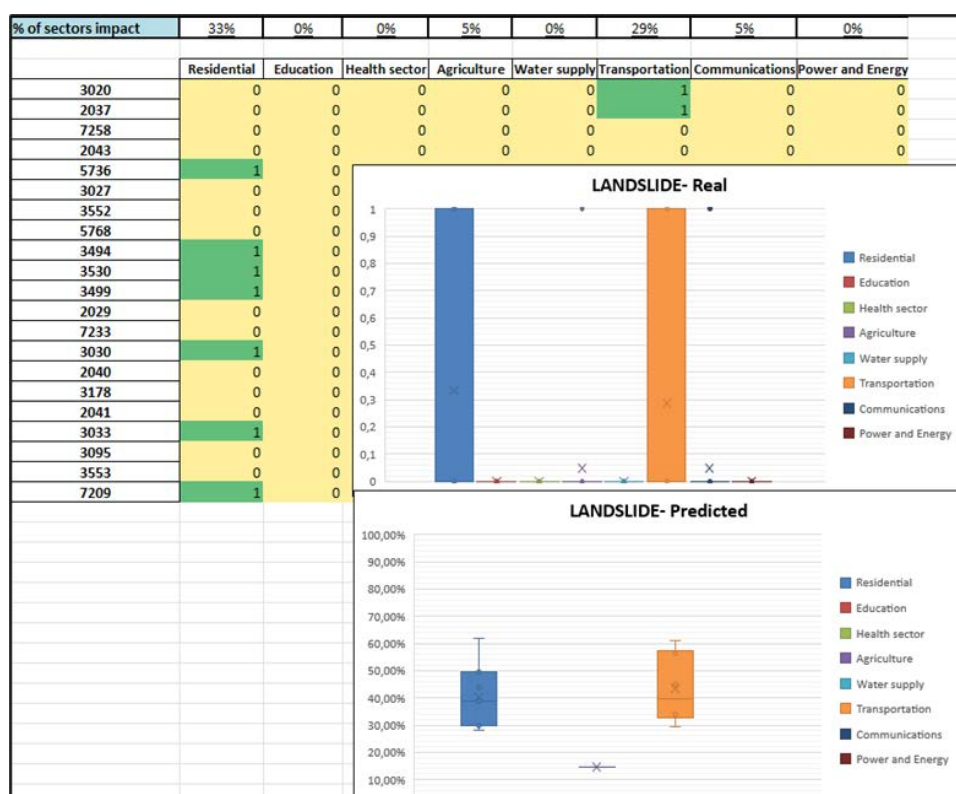 % of sectors impact 33% 0% 0% 5% 0% 29% 5% 0%
Residential Education Health sector Agriculture Water supply Transportation Communications Power and Energy
3020 0 0 0 0 0 1 0 0
2037 0 0 0 0 0 1 0 0
7258 0 0 0 0 0 0 0 0
2043 0 0 0 0 0 0 0 0
5736 1 0
3027 0 0
3552 0 0
5768 0 0
3494 1 0
3530 1 0
3499 1 0
2029 0 0
7233 0 0
3030 1 0
2040 0 0
3178 0 0
2041 0 0
3033 1 0
3095 0 0
3553 0 0
7209 1 0
LANDSLIDE- Real
1
0,9
0,8
0,7
0,6
0,5
0,4
0,3
0,2
0,1
0
Residential
Education
Health sector
Agriculture
Water supply
Transportation
Communications
Power and Energy
LANDSLIDE- Predicted
100,00%
90,00%
80,00%
70,00%
60,00%
50,00%
40,00%
30,00%
20,00%
10,00%
Residential
Education
Health sector
Agriculture
Water supply
Transportation
Communications
Power and Energy